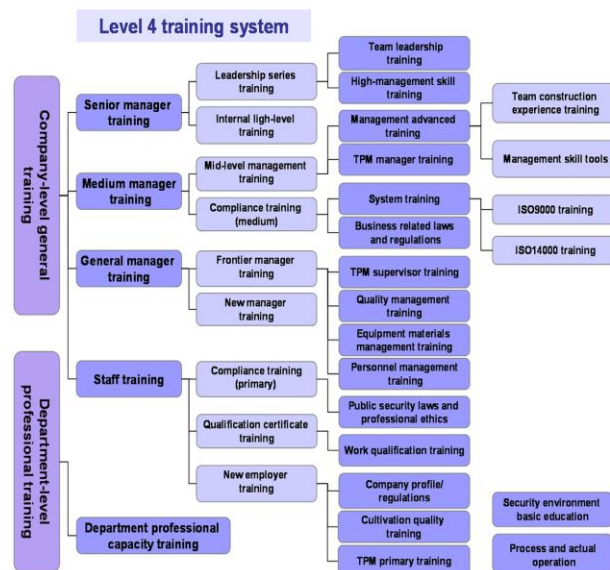 Level 4 training system
Company-level general
training
Department-level
professional training
Senior manager
training
Medium manager
training
General manager
training
Staff training
Department professional
capacity training
Leadership series
training
Internal ligh-level
training
Mid-level management
training
Compliance training
(medium)
Frontier manager
training
New manager
training
Compliance training
(primary)
Qualification certificate
training
New employer
training
Team leadership
training
High-management skill
training
Management advanced
training
TPM manager training
System training
Business related laws
and regulations
TPM supervisor training
Quality management
training
Equipment materials
management training
Personnel management
training
Public security laws and
professional ethics
Work qualification training
Company profile/
regulations
Cultivation quality
training
TPM primary training
Team construction
experience training
Management skill tools
ISO9000 training
ISO14000 training
Security environment
basic education
Process and actual
operation